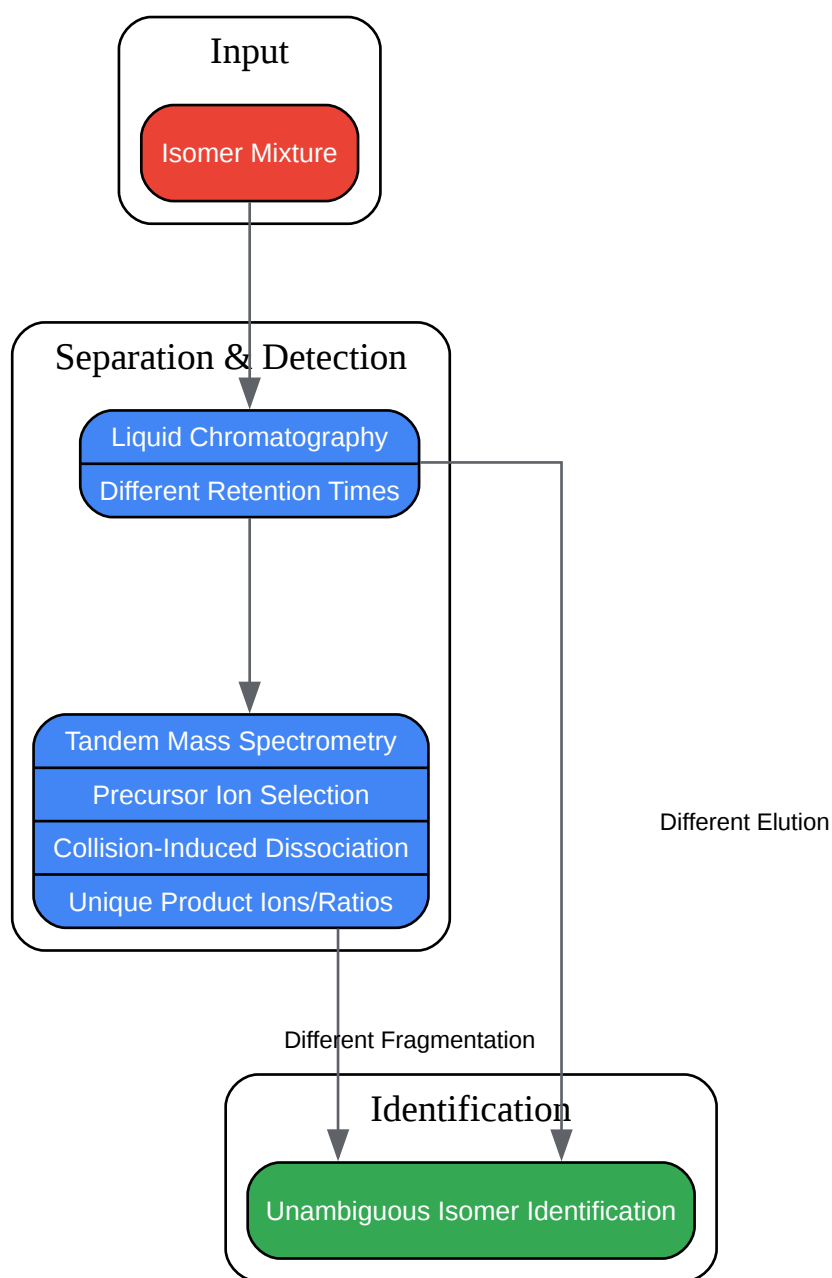 Input
Isomer Mixture
Separation & Detection
Liquid Chromatography
Different Retention Times
Tandem Mass Spectrometry
Precursor Ion Selection
Collision-Induced Dissociation
Unique Product Ions/Ratios
Different Elution
Different Fragmentation
Identification
Unambiguous Isomer Identification